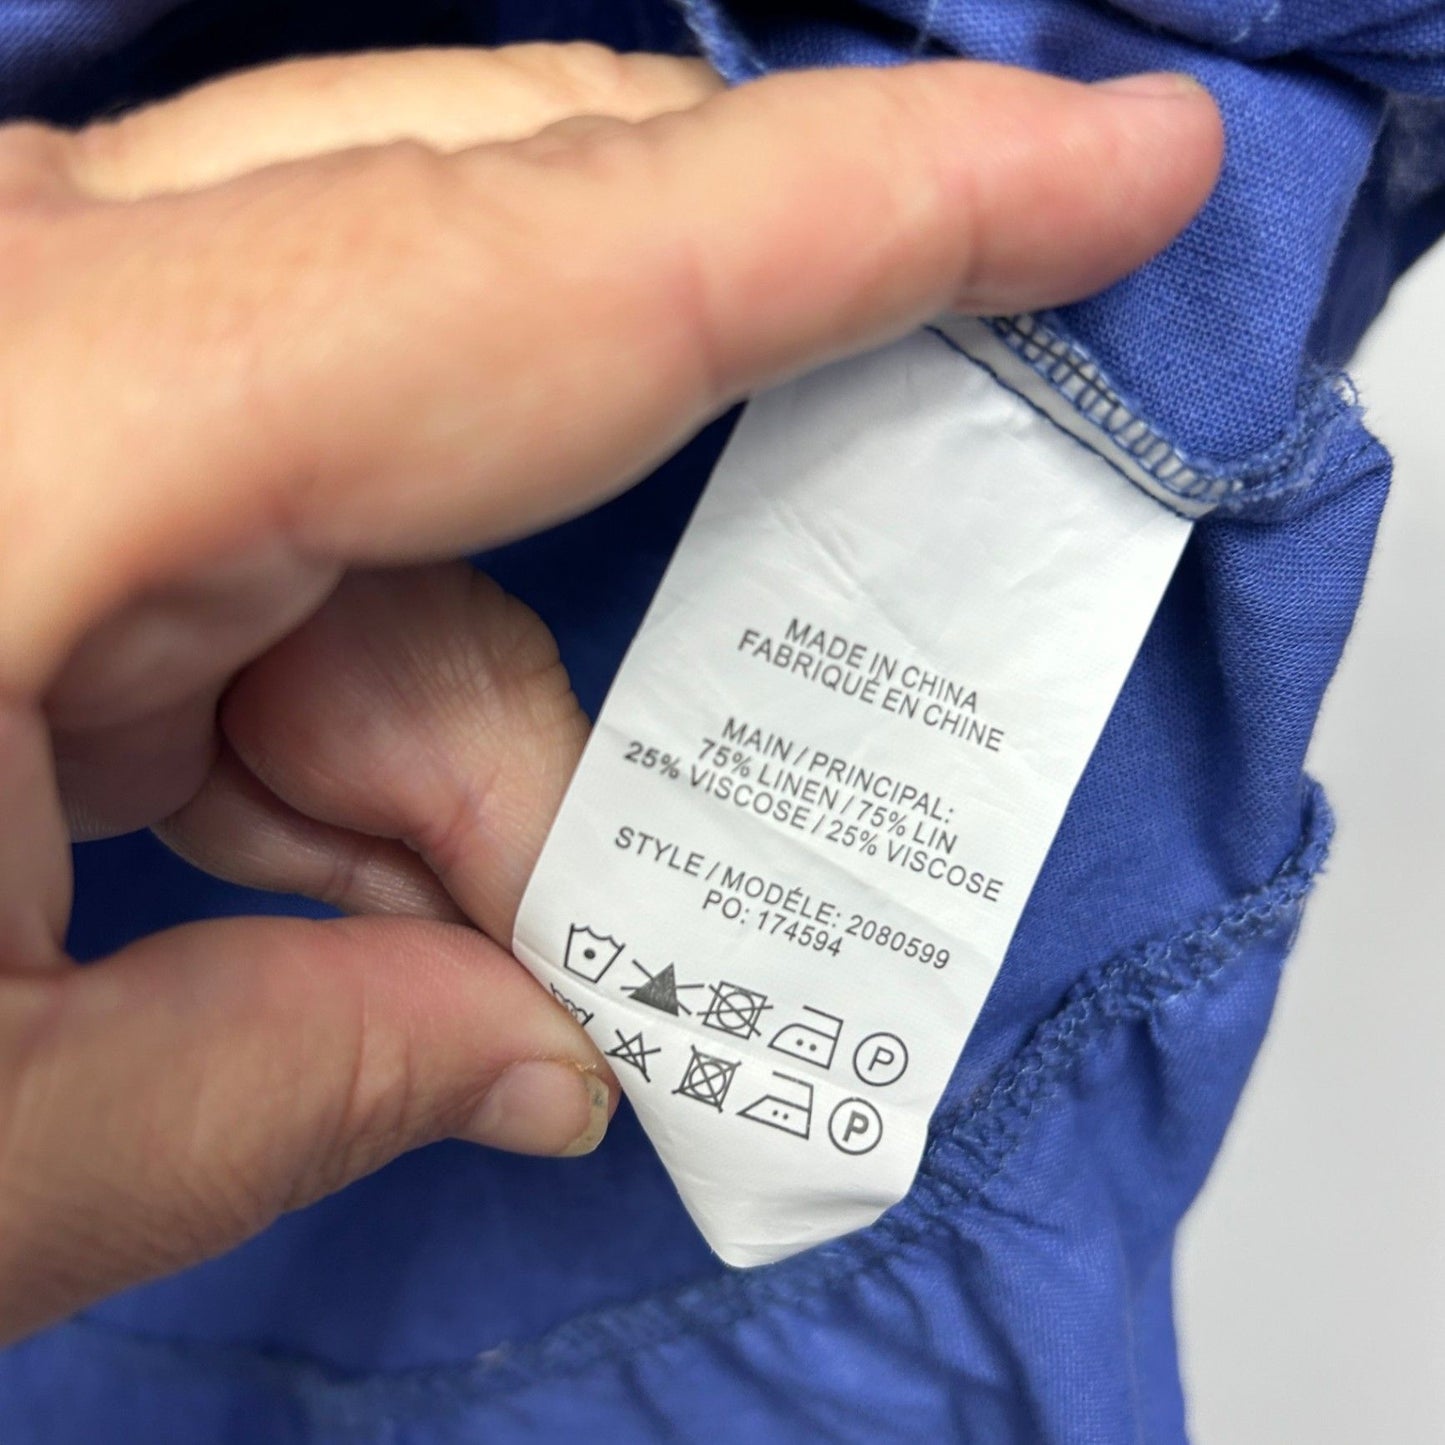 MADE IN CHINA
FABRIQUÉ EN CHINE
MAIN / PRINCIPAL:
75% LINEN / 75% LIN
25% VISCOSE / 25% VISCOSE
STYLE / MODÉLE: 2080599
PO: 174594
P
P